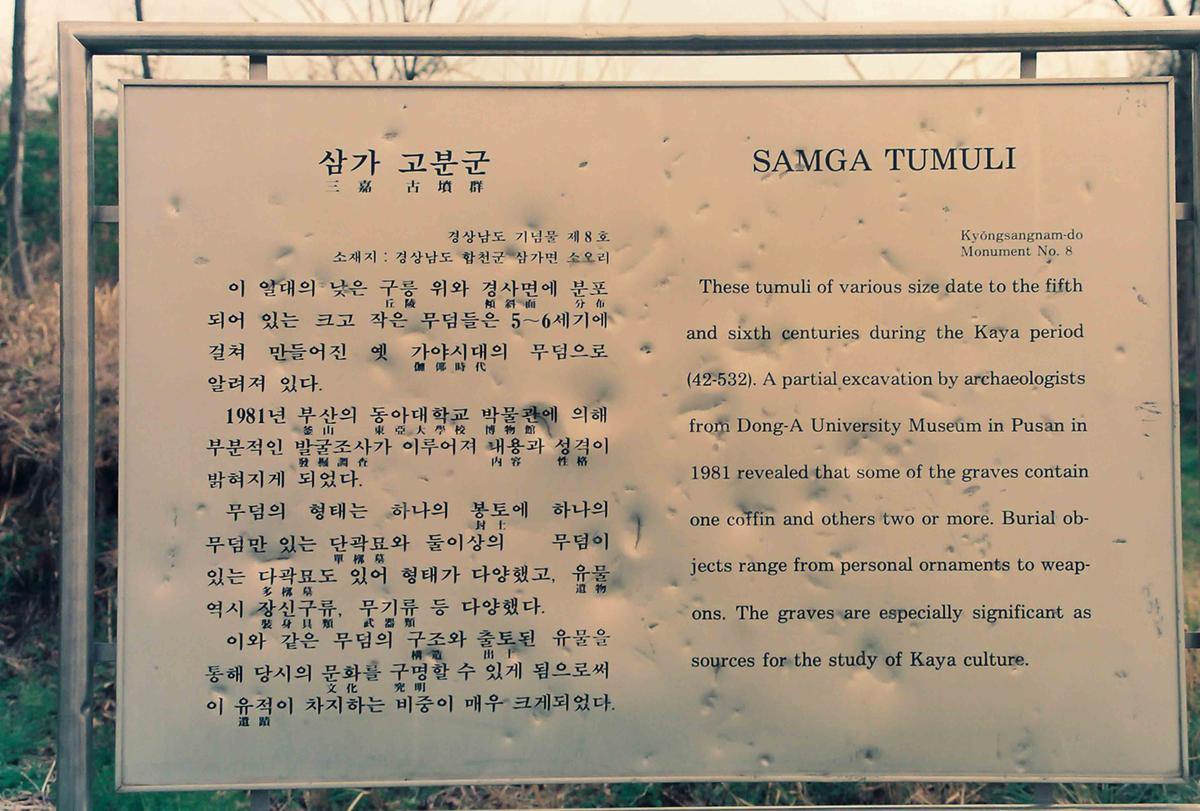 삼가 고분군
三嘉 古墳群
경상남도 기념물 제8호
소재지 : 경상남도 합천군 삼가면 소오리
이 일대의 낮은 구릉 위와 경사면에 분포
丘陵 傾斜面 分布
되어 있는 크고 작은 무덤들은 5~6세기에
걸쳐 만들어진 옛 가야시대의 무덤으로
伽倻時代
알려져 있다.
1981년 부산의 동아대학교 박물관에 의해
釜山 東亞大學校 博物館
부분적인 발굴조사가 이루어져 내용과 성격이
發掘調査 內容 性格
밝혀지게 되었다.
무덤의 형태는 하나의 봉토에 하나의
封土
무덤만 있는 단곽묘와 둘이상의 무덤이
單槨墓
있는 다곽묘도 있어 형태가 다양했고, 유물
多槨墓 遺物
역시 장신구류, 무기류 등 다양했다.
裝身具類 武器類
이와 같은 무덤의 구조와 출토된 유물을
構造 出土
통해 당시의 문화를 구명할 수 있게 됨으로써
文化 究明
이 유적이 차지하는 비중이 매우 크게되었다.
遺蹟
SAMGA TUMULI
Kyŏngsangnam-do
Monument No. 8
These tumuli of various size date to the fifth
and sixth centuries during the Kaya period
(42-532). A partial excavation by archaeologists
from Dong-A University Museum in Pusan in
1981 revealed that some of the graves contain
one coffin and others two or more. Burial ob-
jects range from personal ornaments to weap-
ons. The graves are especially significant as
sources for the study of Kaya culture.